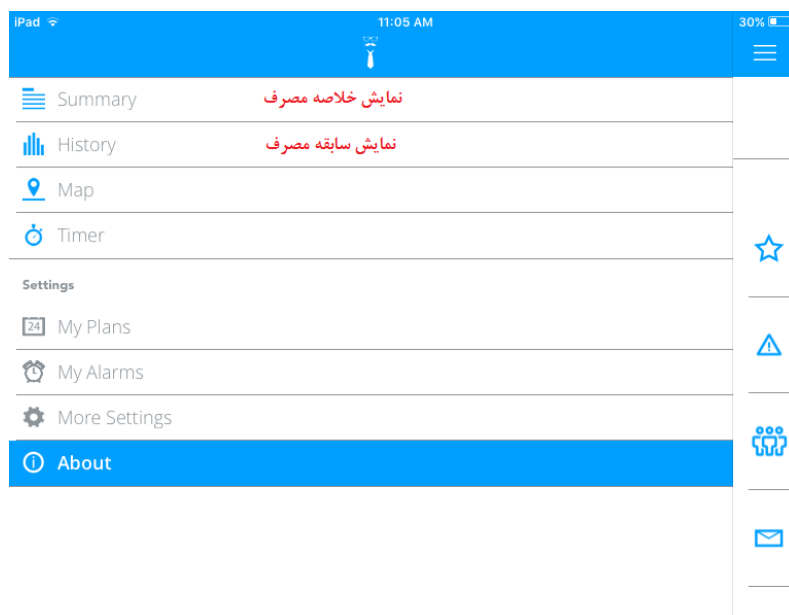 iPad 11:05 AM 30%
Summary نمایش خلاصه مصرف
History نمایش سابقه مصرف
Map
Timer
Settings
24 My Plans
My Alarms
More Settings
About